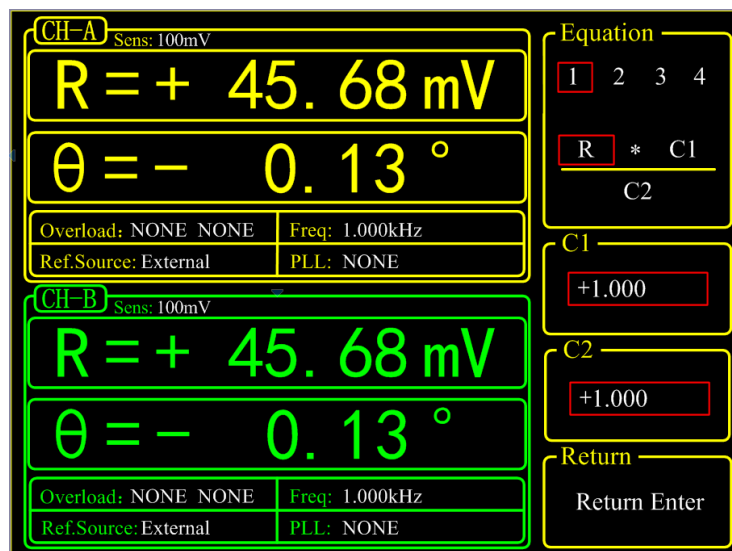 CH-A Sens: 100mV
R = + 45.68 mV
θ = - 0.13 °
Overload: NONE NONE Freq: 1.000kHz
Ref.Source: External PLL: NONE
CH-B Sens: 100mV
R = + 45.68 mV
θ = - 0.13 °
Overload: NONE NONE Freq: 1.000kHz
Ref.Source: External PLL: NONE
Equation
1 2 3 4
R * C1
C2
C1
+1.000
C2
+1.000
Return
Return Enter